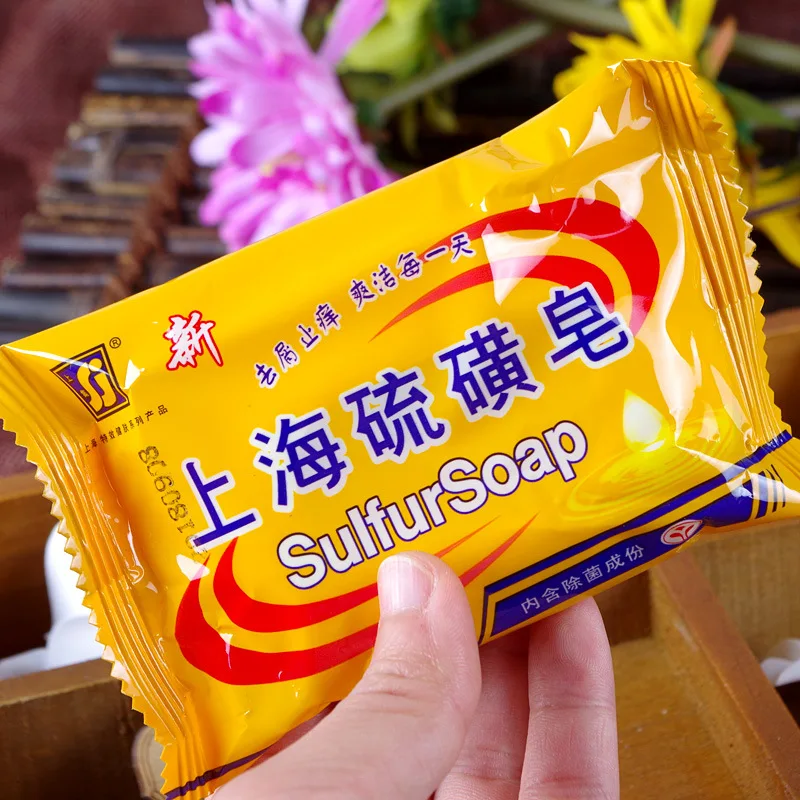 新
去屑止痒 爽洁每一天
上海硫磺皂
SulfurSoap
内含除菌成份